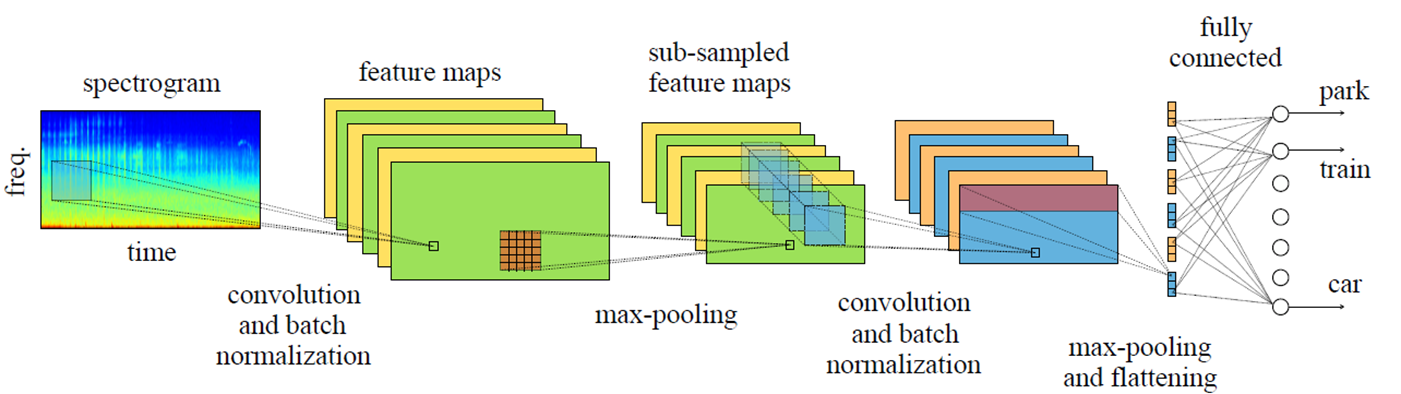 spectrogram
freq.
time
convolution
and batch
normalization
feature maps
max-pooling
sub-sampled
feature maps
convolution
and batch
normalization
max-pooling
and flattening
fully
connected
park
train
car